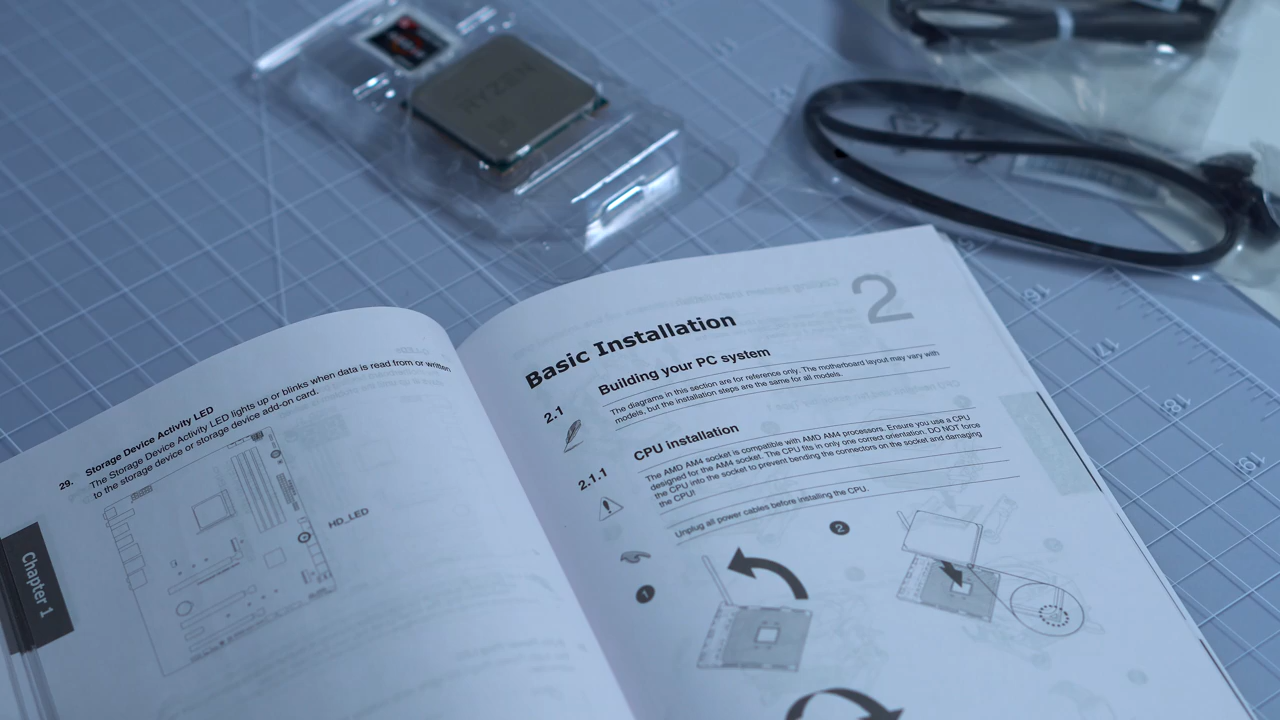 RYZEN
16
17
18
19
29. Storage Device Activity LED
The Storage Device Activity LED lights up or blinks when data is read from or written
to the storage device or storage device add-on card.
HD_LED
Chapter 1
2
Basic Installation
2.1 Building your PC system
The diagrams in this section are for reference only. The motherboard layout may vary with
models, but the installation steps are the same for all models.
2.1.1 CPU installation
The AMD AM4 socket is compatible with AMD AM4 processors. Ensure you use a CPU
designed for the AM4 socket. The CPU fits in only one correct orientation. DO NOT force
the CPU into the socket to prevent bending the connectors on the socket and damaging
the CPU!
Unplug all power cables before installing the CPU.
1
2